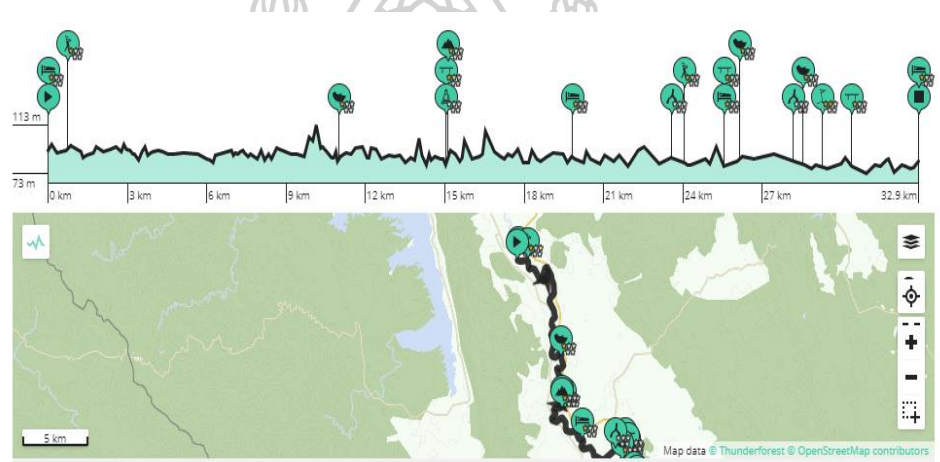 113 m
73 m
0 km 3 km 6 km 9 km 12 km 15 km 18 km 21 km 24 km 27 km 32.9 km
5 km
Map data © Thunderforest © OpenStreetMap contributors